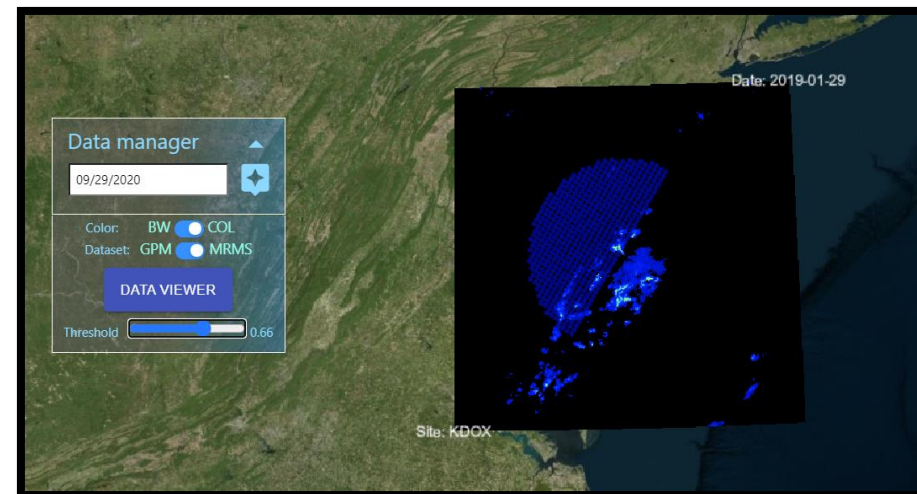 Date: 2019-01-29
Data manager
09/29/2020
Color: BW COL
Dataset: GPM MRMS
DATA VIEWER
Threshold 0.66
Site: KDOX